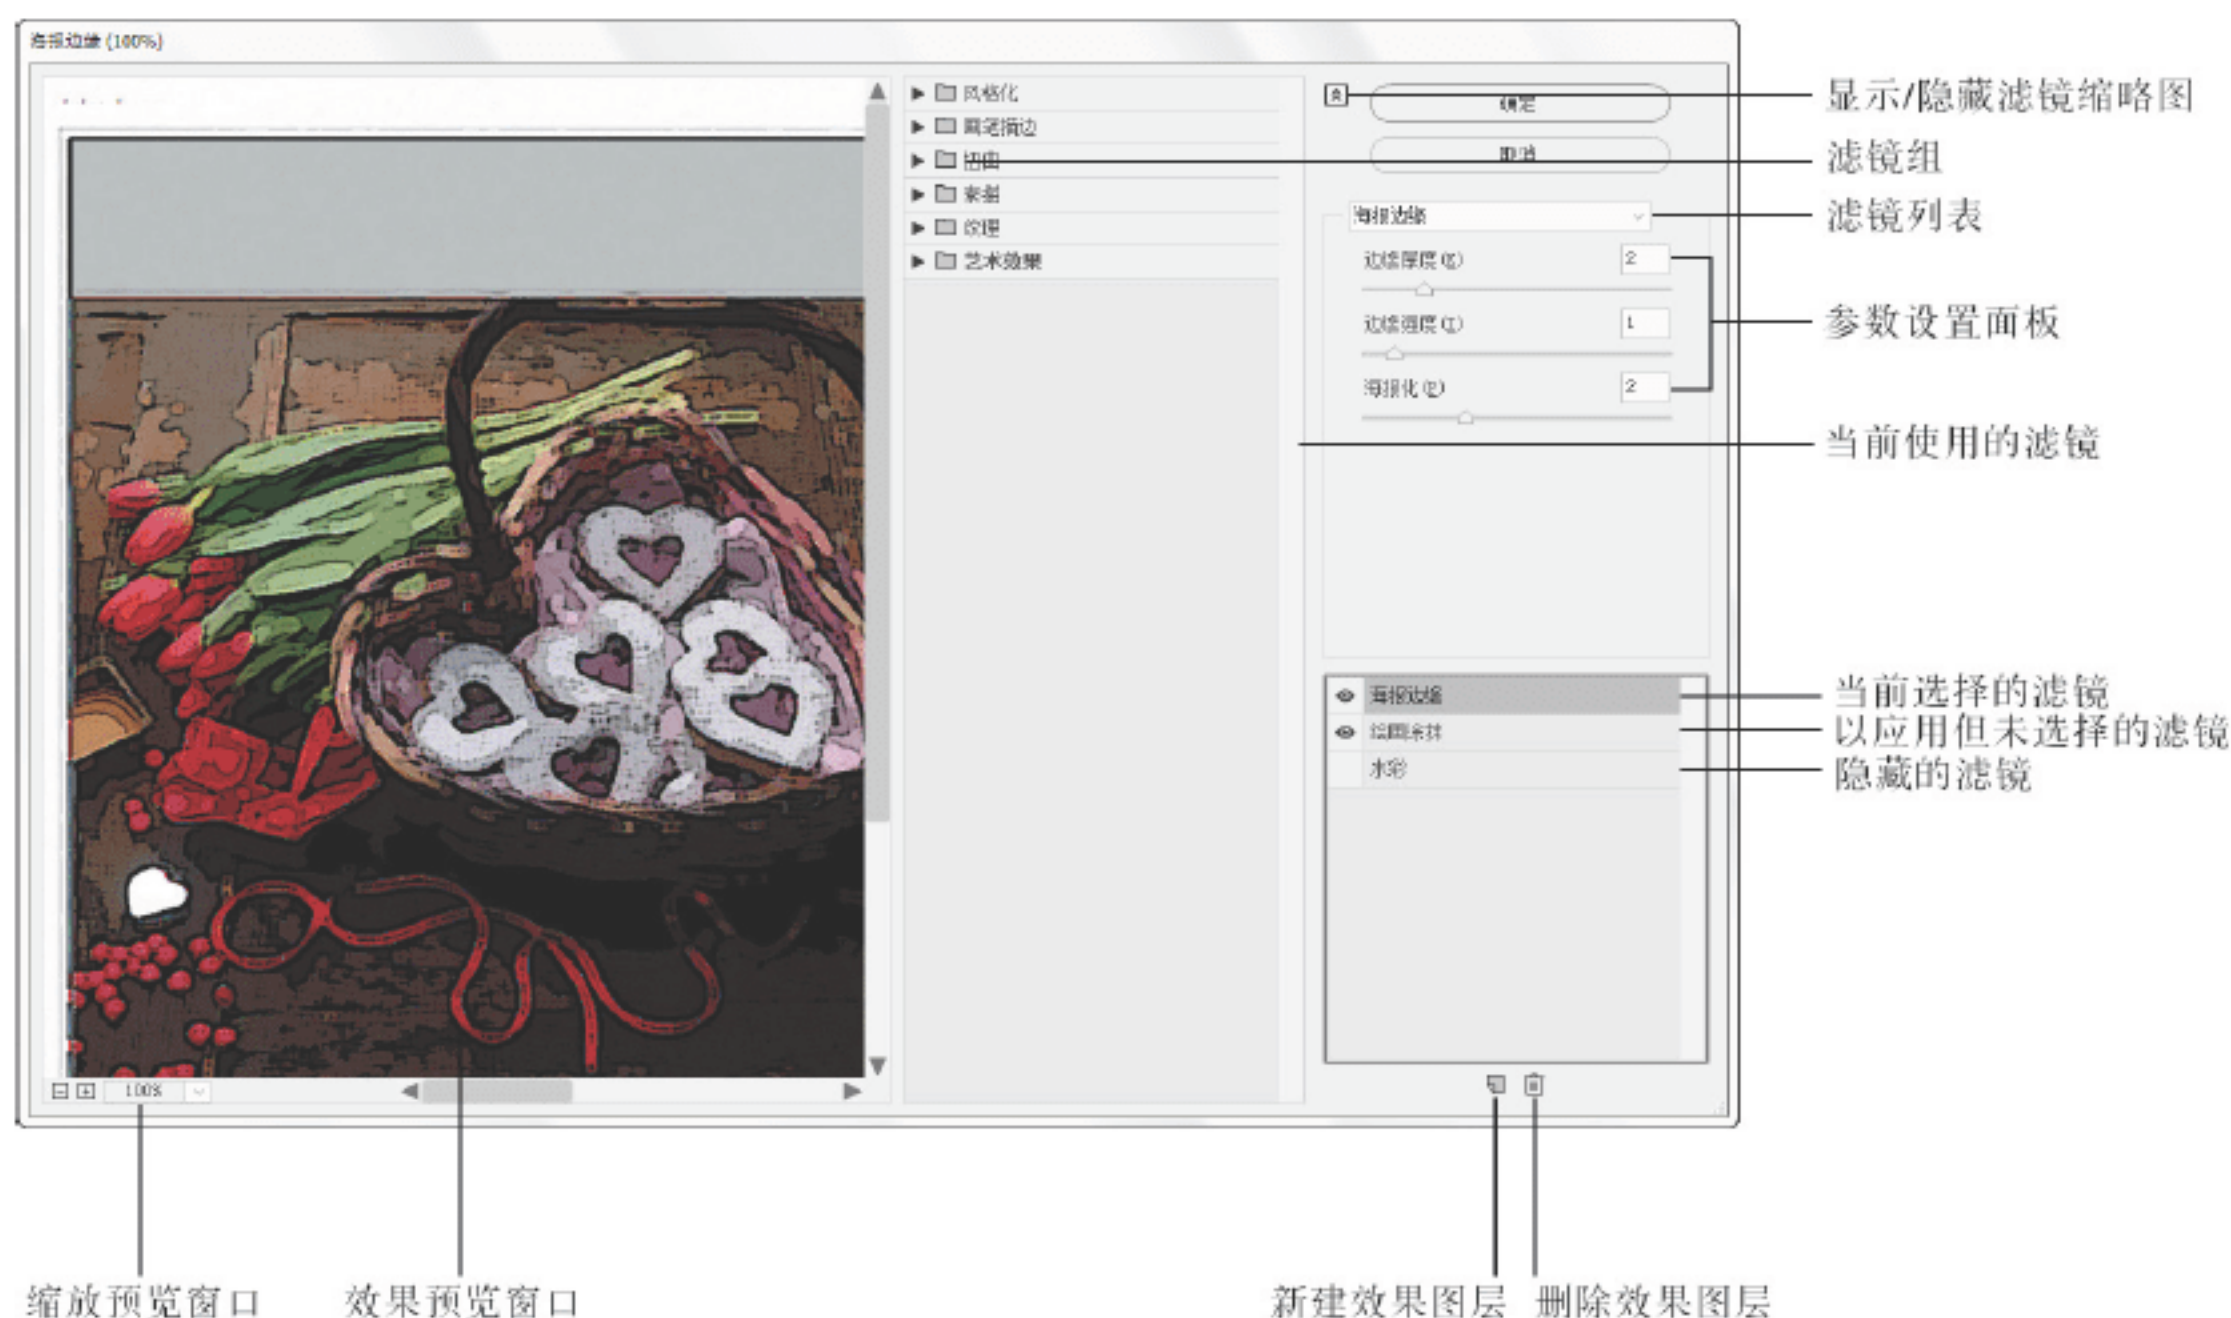 海报边缘 (100%)
风格化
画笔描边
扭曲
素描
纹理
艺术效果
确定
取消
海报边缘
边缘厚度(E)
2
边缘强度(I)
1
海报化(P)
2
海报边缘
绘画涂抹
水彩
100%
显示/隐藏滤镜缩略图
滤镜组
滤镜列表
参数设置面板
当前使用的滤镜
当前选择的滤镜
以应用但未选择的滤镜
隐藏的滤镜
缩放预览窗口
效果预览窗口
新建效果图层
删除效果图层